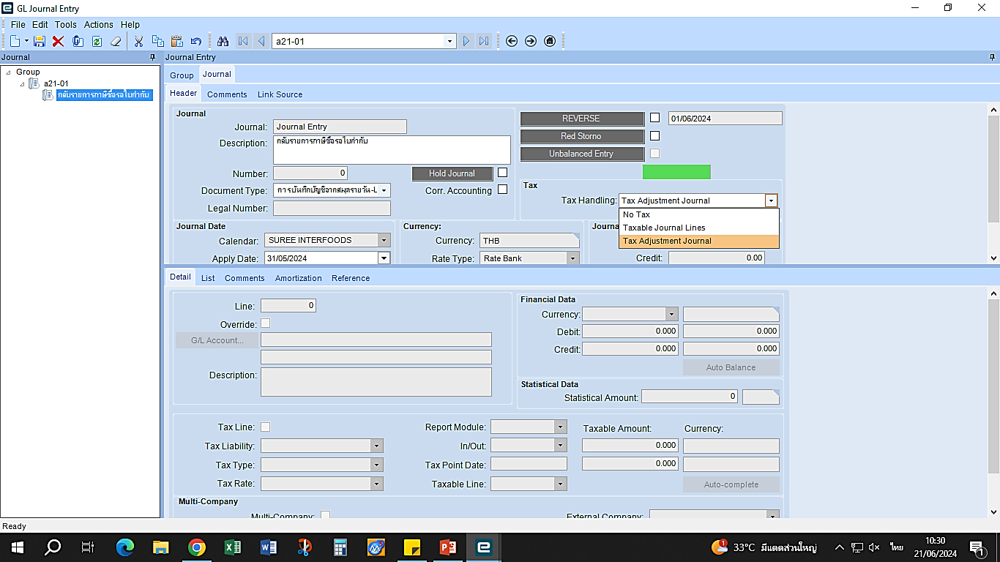 GL Journal Entry
File Edit Tools Actions Help
a21-01
Journal
Journal Entry
Group
a21-01
กลับรายการภาษีซื้อรอใบกำกับ
Group Journal
Header Comments Link Source
Journal
Journal: Journal Entry
Description: กลับรายการภาษีซื้อรอใบกำกับ
Number: 0
Hold Journal
Document Type: การบันทึกบัญชีจากสมุดรายวัน-L
Corr. Accounting
Legal Number:
REVERSE 01/06/2024
Red Storno
Unbalanced Entry
Tax
Tax Handling: Tax Adjustment Journal
No Tax
Taxable Journal Lines
Tax Adjustment Journal
Journal Date
Calendar: SUREE INTERFOODS
Apply Date: 31/05/2024
Currency:
Currency: THB
Rate Type: Rate Bank
Journa
Credit: 0.00
Detail List Comments Amortization Reference
Line: 0
Override:
G/L Account...
Description:
Financial Data
Currency:
Debit: 0.000 0.000
Credit: 0.000 0.000
Auto Balance
Statistical Data
Statistical Amount: 0
Tax Line:
Tax Liability:
Tax Type:
Tax Rate:
Report Module:
In/Out:
Tax Point Date:
Taxable Line:
Taxable Amount: Currency:
0.000
0.000
Auto-complete
Multi-Company
Multi-Company:
External Company:
Ready
33°C มีแดดส่วนใหญ่
ไทย
10:30
21/06/2024
1
1